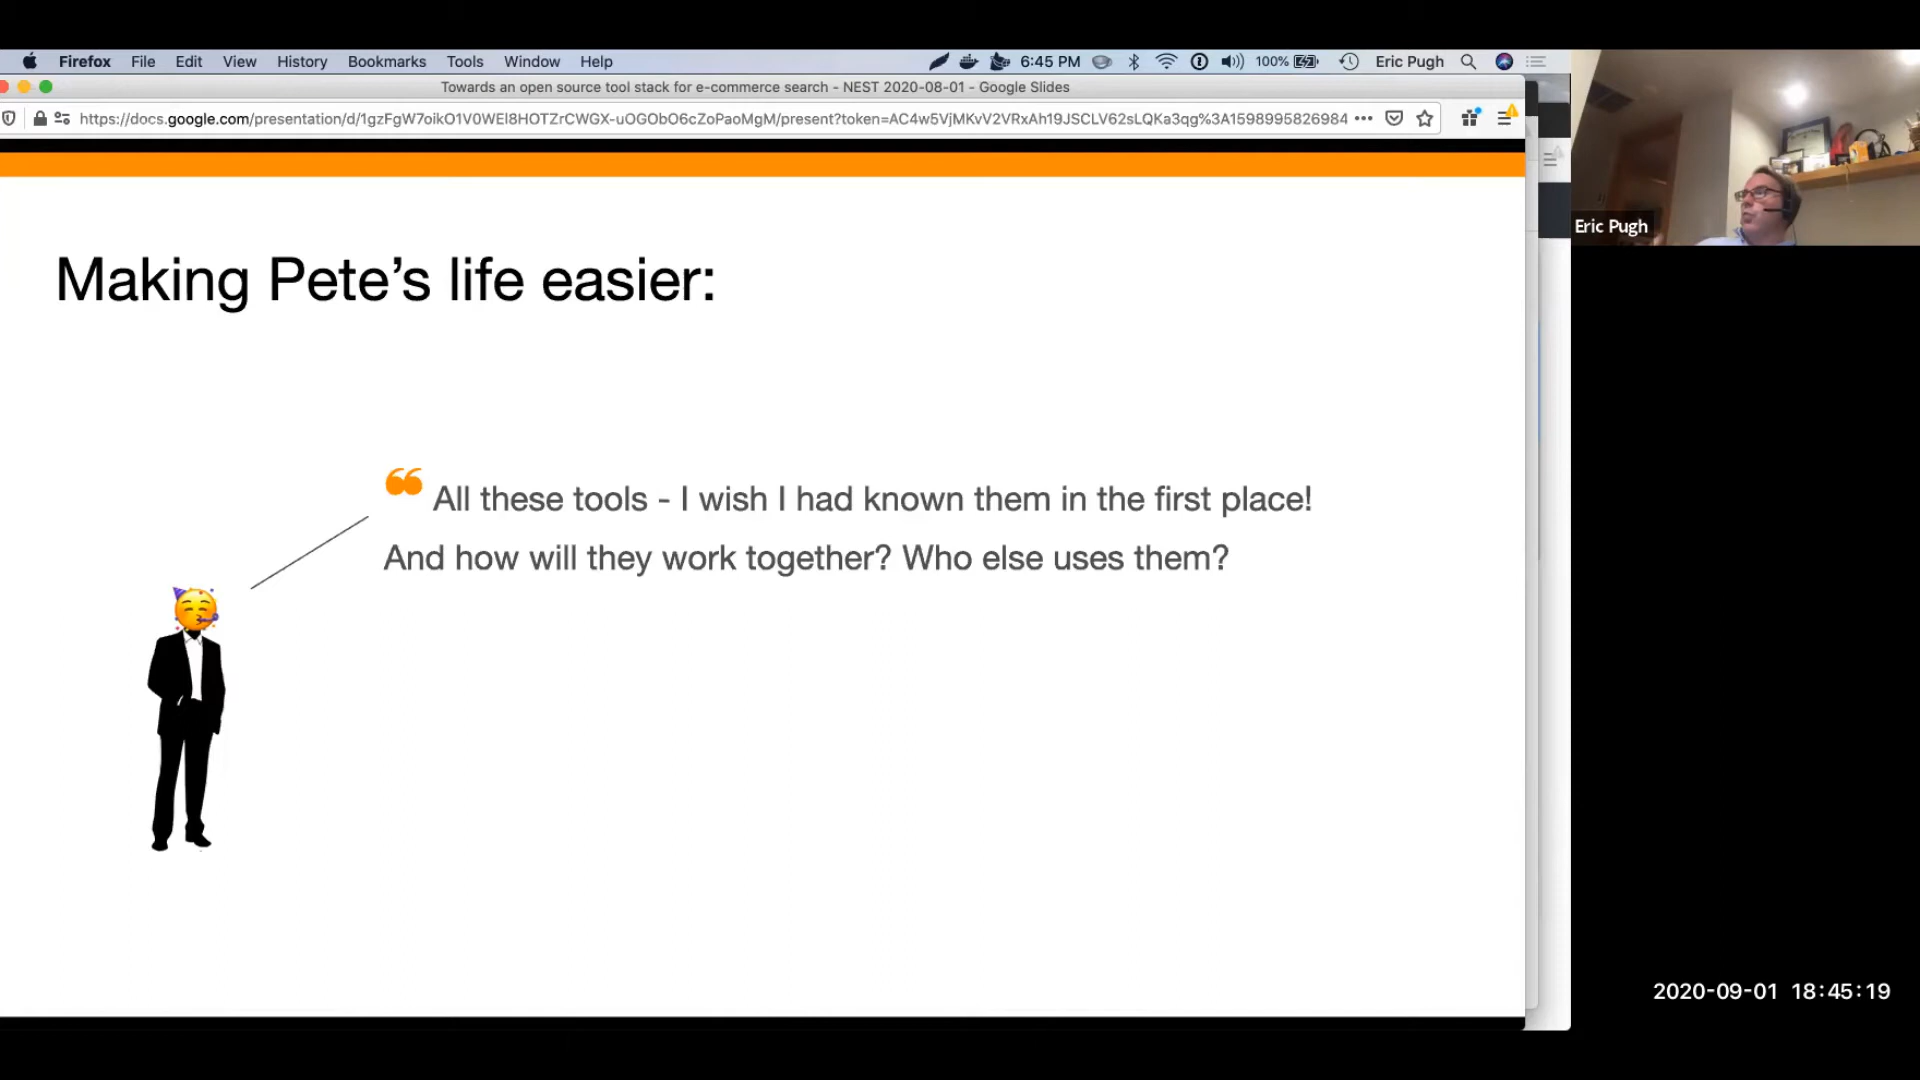 Firefox File Edit View History Bookmarks Tools Window Help 6:45 PM 100% Eric Pugh
Towards an open source tool stack for e-commerce search - NEST 2020-08-01 - Google Slides
https://docs.google.com/presentation/d/1gzFgW7oikO1V0WEl8HOTZrCWGX-uOGObO6cZoPaoMgM/present?token=AC4w5VjMKvV2VRxAh19JSCLV62sLQKa3qg%3A1598995826984
Eric Pugh
Making Pete’s life easier:
❝ All these tools - I wish I had known them in the first place!
And how will they work together? Who else uses them?
2020-09-01 18:45:19